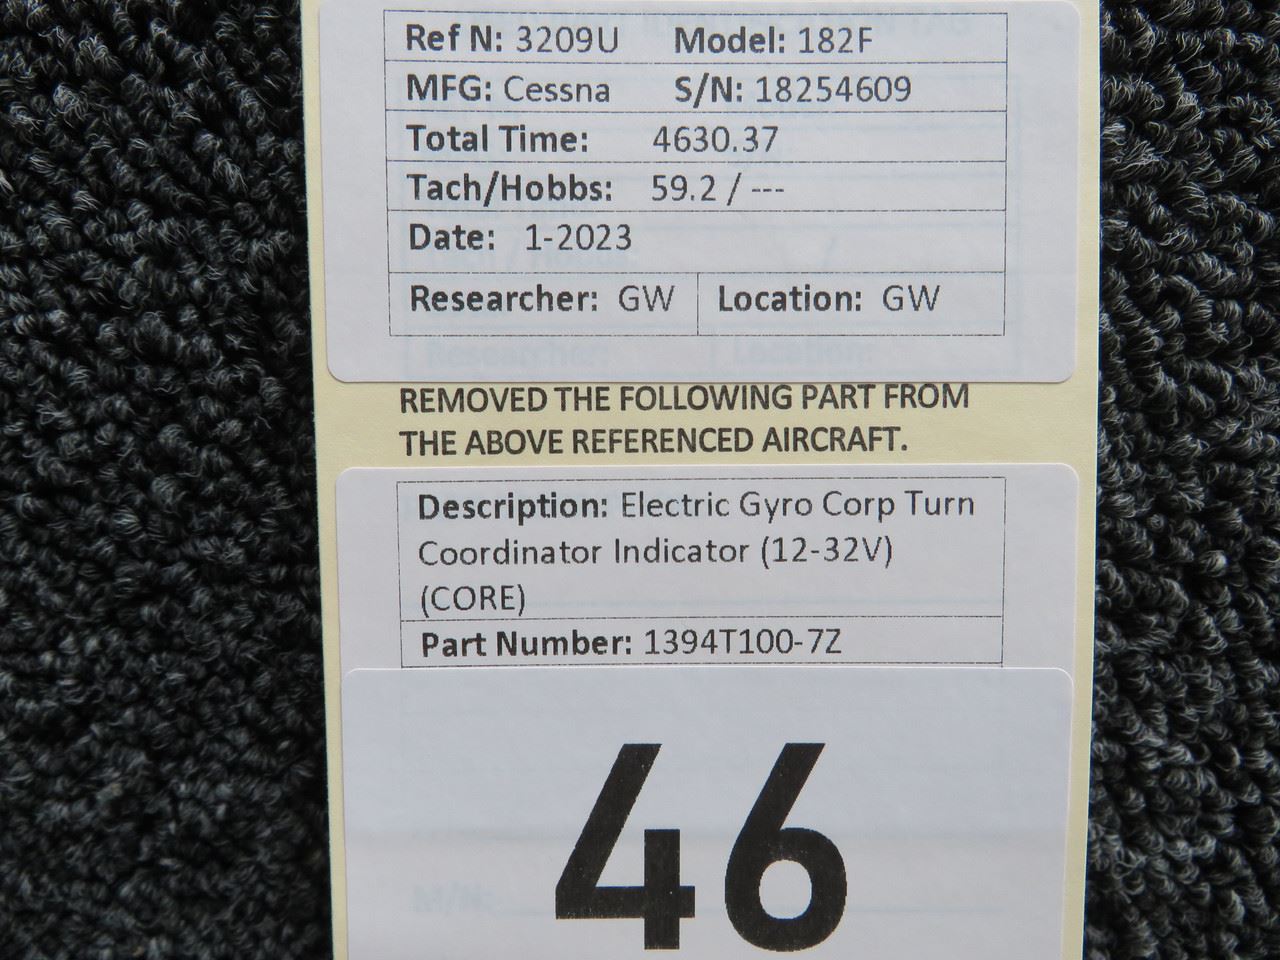 Ref N: 3209U Model: 182F
MFG: Cessna S/N: 18254609
Total Time: 4630.37
Tach/Hobbs: 59.2 / ---
Date: 1-2023
Researcher: GW Location: GW
Researcher: Location:
REMOVED THE FOLLOWING PART FROM
THE ABOVE REFERENCED AIRCRAFT.
Description: Electric Gyro Corp Turn
Coordinator Indicator (12-32V)
(CORE)
Part Number: 1394T100-7Z
46
M/N: